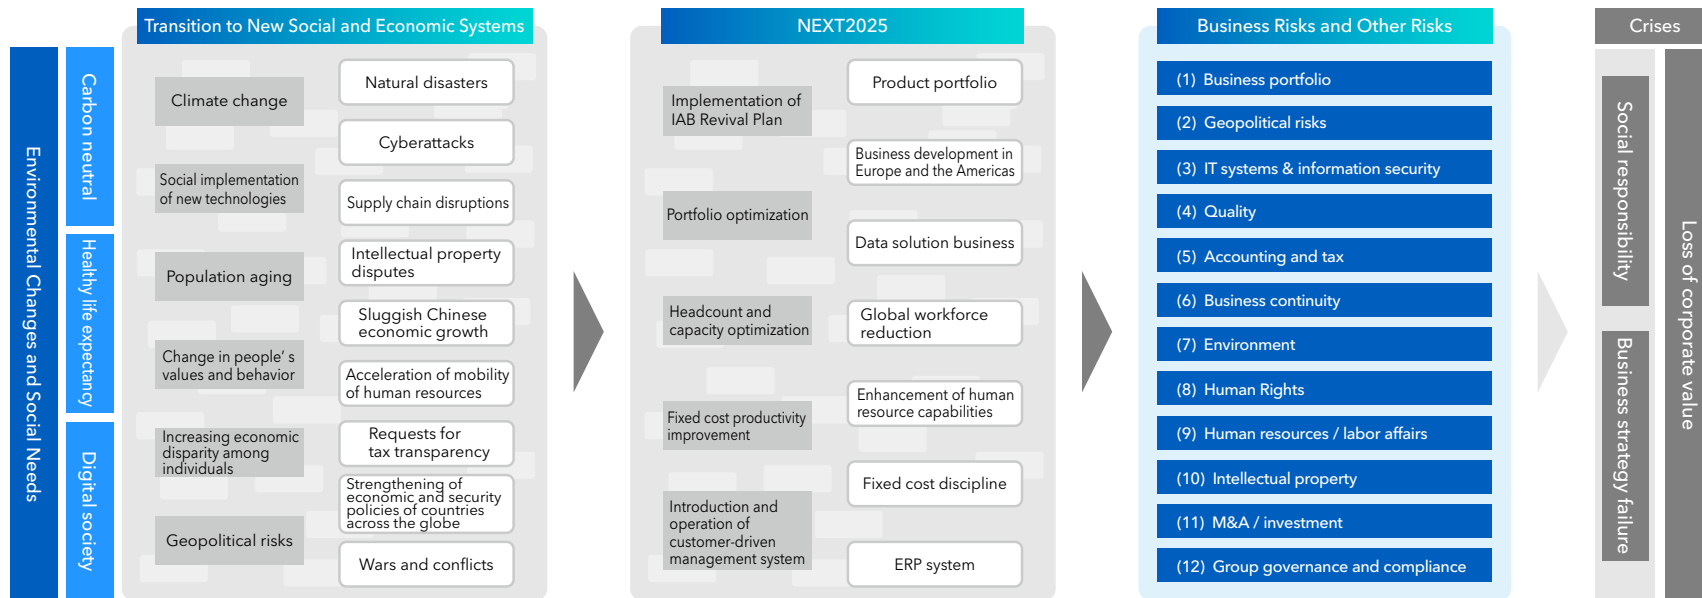 Environmental Changes and Social Needs
Carbon neutral
Healthy life expectancy
Digital society
Transition to New Social and Economic Systems
Climate change
Social implementation
of new technologies
Population aging
Change in people’ s
values and behavior
Increasing economic
disparity among
individuals
Geopolitical risks
Natural disasters
Cyberattacks
Supply chain disruptions
Intellectual property
disputes
Sluggish Chinese
economic growth
Acceleration of mobility
of human resources
Requests for
tax transparency
Strengthening of
economic and security
policies of countries
across the globe
Wars and conflicts
NEXT2025
Implementation of
IAB Revival Plan
Portfolio optimization
Headcount and
capacity optimization
Fixed cost productivity
improvement
Introduction and
operation of
customer-driven
management system
Product portfolio
Business development in
Europe and the Americas
Data solution business
Global workforce
reduction
Enhancement of human
resource capabilities
Fixed cost discipline
ERP system
Business Risks and Other Risks
(1) Business portfolio
(2) Geopolitical risks
(3) IT systems & information security
(4) Quality
(5) Accounting and tax
(6) Business continuity
(7) Environment
(8) Human Rights
(9) Human resources / labor affairs
(10) Intellectual property
(11) M&A / investment
(12) Group governance and compliance
Crises
Social responsibility
Business strategy failure
Loss of corporate value